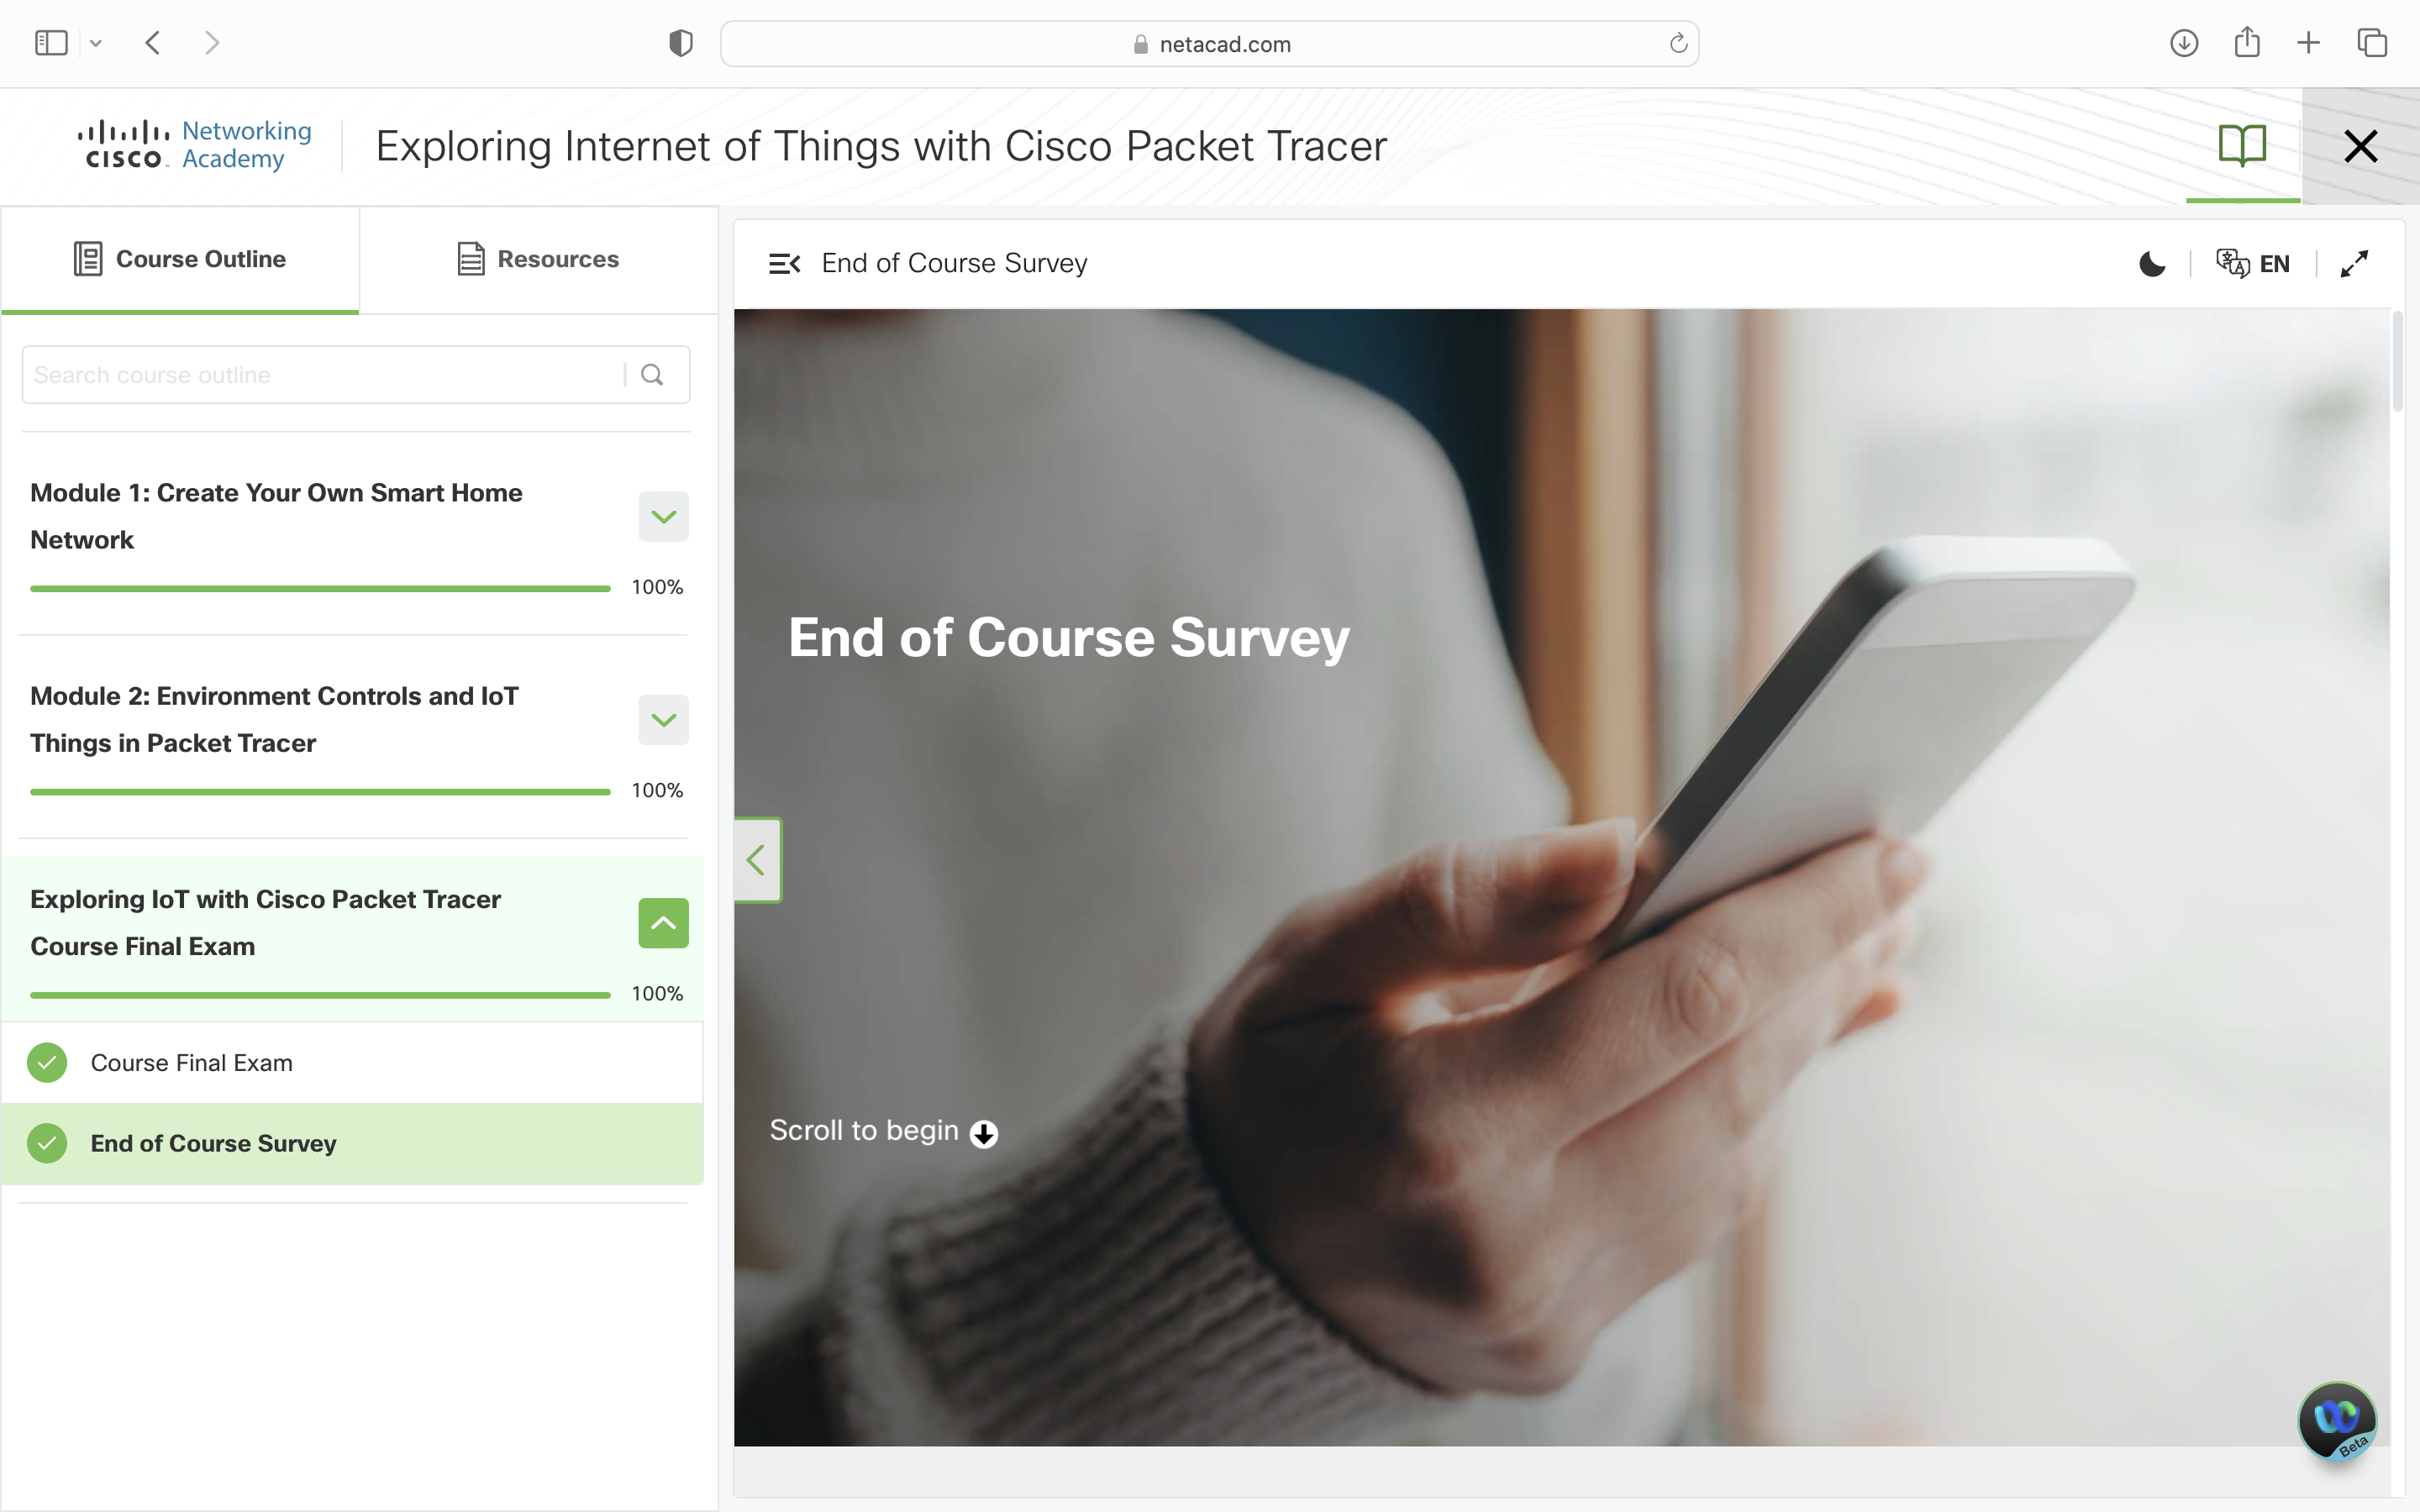 netacad.com
CISCO
Networking
Academy
Exploring Internet of Things with Cisco Packet Tracer
Course Outline
Resources
Search course outline
Module 1: Create Your Own Smart Home
Network
100%
Module 2: Environment Controls and IoT
Things in Packet Tracer
100%
Exploring IoT with Cisco Packet Tracer
Course Final Exam
100%
Course Final Exam
End of Course Survey
End of Course Survey
EN
End of Course Survey
Scroll to begin
Beta